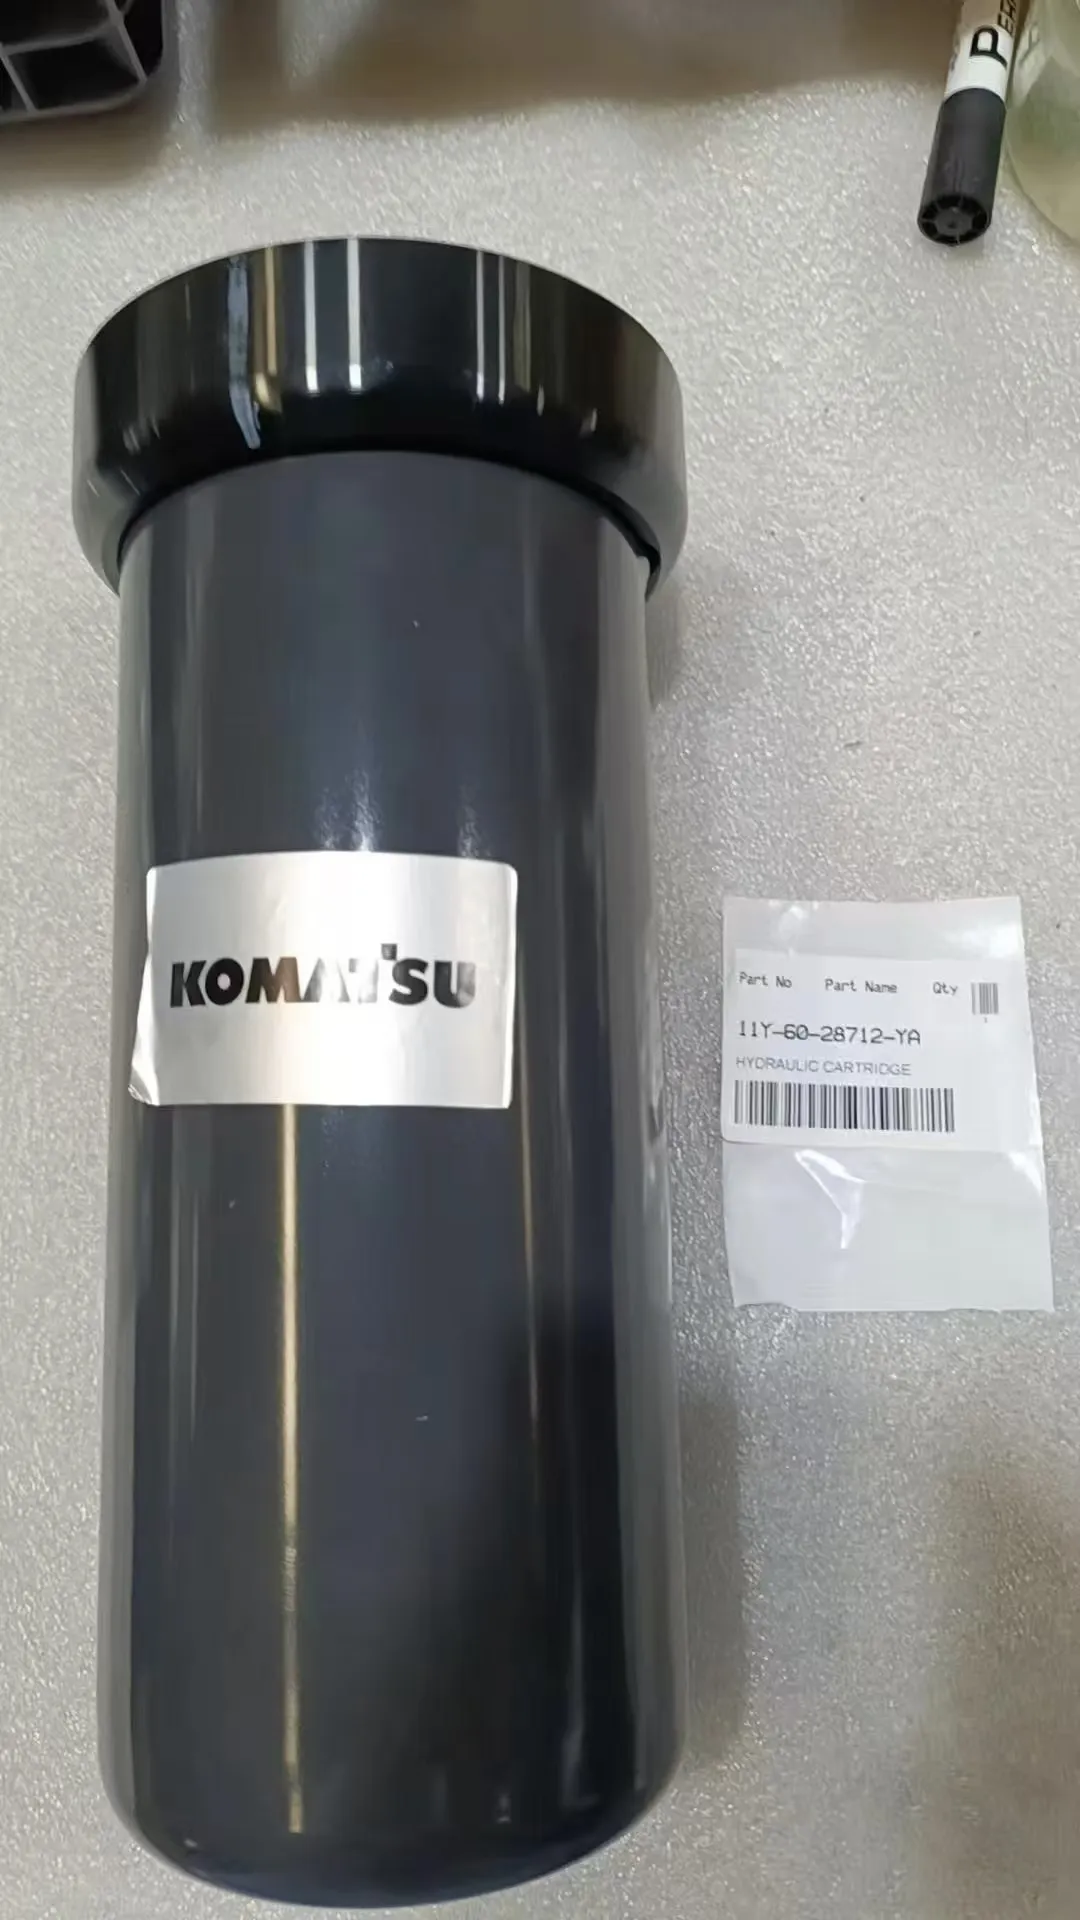 KOMATSU
Part No Part Name Qty
11Y-60-28712-YA
HYDRAULIC CARTRIDGE